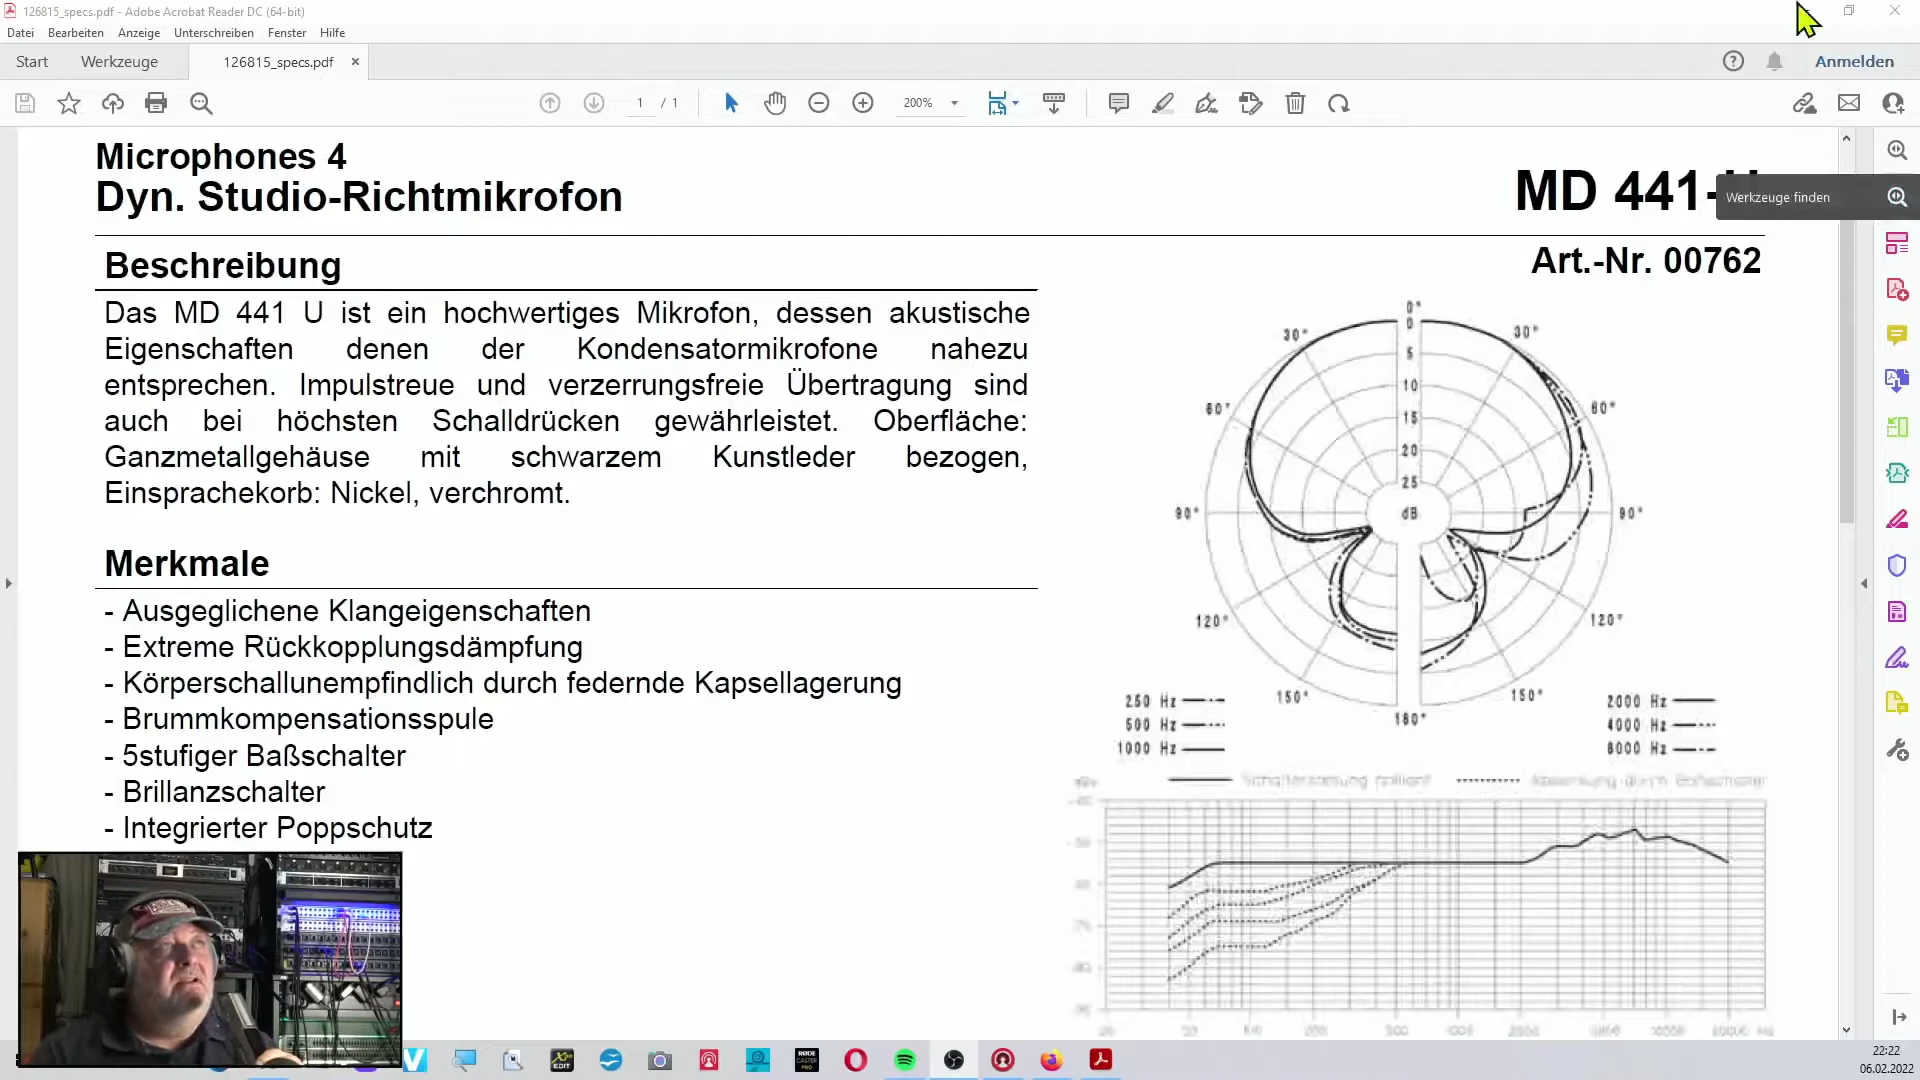 126815_specs.pdf - Adobe Acrobat Reader DC (64-bit)
Datei Bearbeiten Anzeige Unterschreiben Fenster Hilfe
Start Werkzeuge 126815_specs.pdf Anmelden
1 / 1 200%
Microphones 4
Dyn. Studio-Richtmikrofon
MD 441-U
Werkzeuge finden
Art.-Nr. 00762
Beschreibung
Das MD 441 U ist ein hochwertiges Mikrofon, dessen akustische
Eigenschaften denen der Kondensatormikrofone nahezu
entsprechen. Impulstreue und verzerrungsfreie Übertragung sind
auch bei höchsten Schalldrücken gewährleistet. Oberfläche:
Ganzmetallgehäuse mit schwarzem Kunstleder bezogen,
Einsprachekorb: Nickel, verchromt.
Merkmale
- Ausgeglichene Klangeigenschaften
- Extreme Rückkopplungsdämpfung
- Körperschallunempfindlich durch federnde Kapsellagerung
- Brummkompensationsspule
- 5stufiger Baßschalter
- Brillanzschalter
- Integrierter Poppschutz
0°
30° 0 30°
5
10
60° 60°
15
20
25
90° dB 90°
120° 120°
150° 150°
180°
250 Hz 2000 Hz
500 Hz 4000 Hz
1000 Hz 8000 Hz
EDIT
RØDE
CASTER
PRO
22:22
06.02.2022